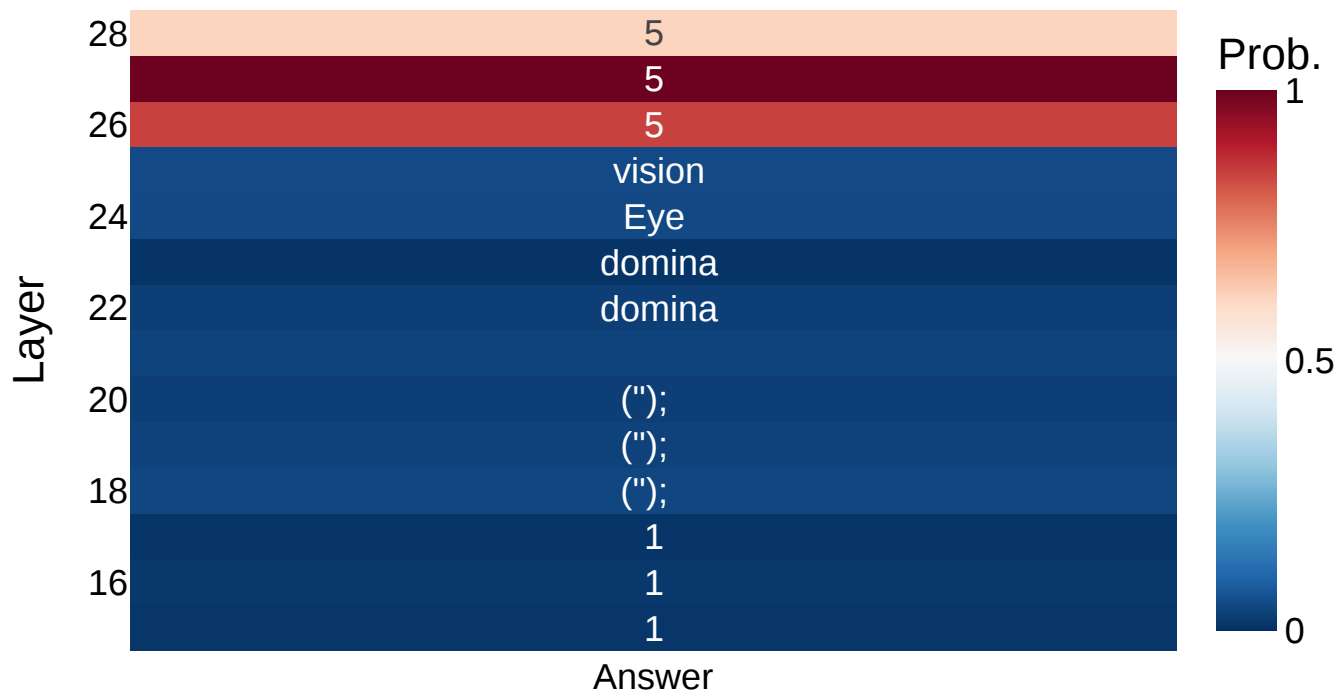 28 5
5
26 5
vision
24 Eye
domina
22 domina
20 (");
(");
18 (");
1
16 1
1
Answer
Layer
Prob.
1
0.5
0